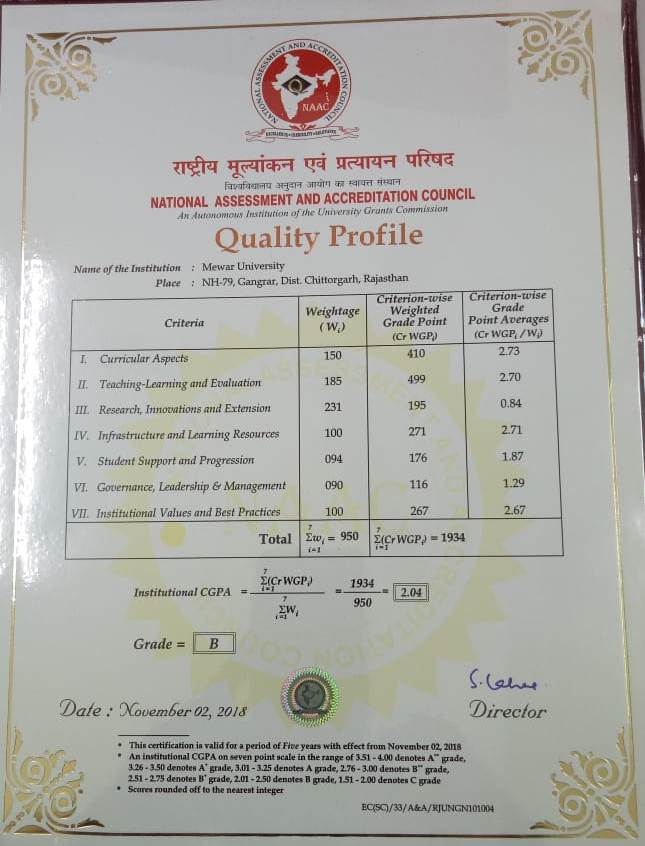 NATIONAL ASSESSMENT AND ACCREDITATION COUNCIL
NAAC
राष्ट्रीय मूल्यांकन एवं प्रत्यायन परिषद
विश्वविद्यालय अनुदान आयोग का स्वायत्त संस्थान
NATIONAL ASSESSMENT AND ACCREDITATION COUNCIL
An Autonomous Institution of the University Grants Commission
Quality Profile
Name of the Institution : Mewar University
Place : NH-79, Gangrar, Dist. Chittorgarh, Rajasthan
Criteria Weightage (Wi) Criterion-wise Weighted Grade Point (Cr WGPi) Criterion-wise Grade Point Averages (Cr WGPi /Wi)
I. Curricular Aspects 150 410 2.73
II. Teaching-Learning and Evaluation 185 499 2.70
III. Research, Innovations and Extension 231 195 0.84
IV. Infrastructure and Learning Resources 100 271 2.71
V. Student Support and Progression 094 176 1.87
VI. Governance, Leadership & Management 090 116 1.29
VII. Institutional Values and Best Practices 100 267 2.67
Total 7 Σwi i=1 = 950 7 Σ(CrWGPi) i=1 = 1934
Institutional CGPA = 7 Σ(CrWGPi) i=1 / 7 ΣWi i=1 = 1934 / 950 = 2.04
Grade = B
Date : November 02, 2018
Director
* This certification is valid for a period of Five years with effect from November 02, 2018
* An institutional CGPA on seven point scale in the range of 3.51 - 4.00 denotes A++ grade,
3.26 - 3.50 denotes A+ grade, 3.01 - 3.25 denotes A grade, 2.76 - 3.00 denotes B++ grade,
2.51 - 2.75 denotes B+ grade, 2.01 - 2.50 denotes B grade, 1.51 - 2.00 denotes C grade
* Scores rounded off to the nearest integer
EC(SC)/33/A&A/RJUNGN101004